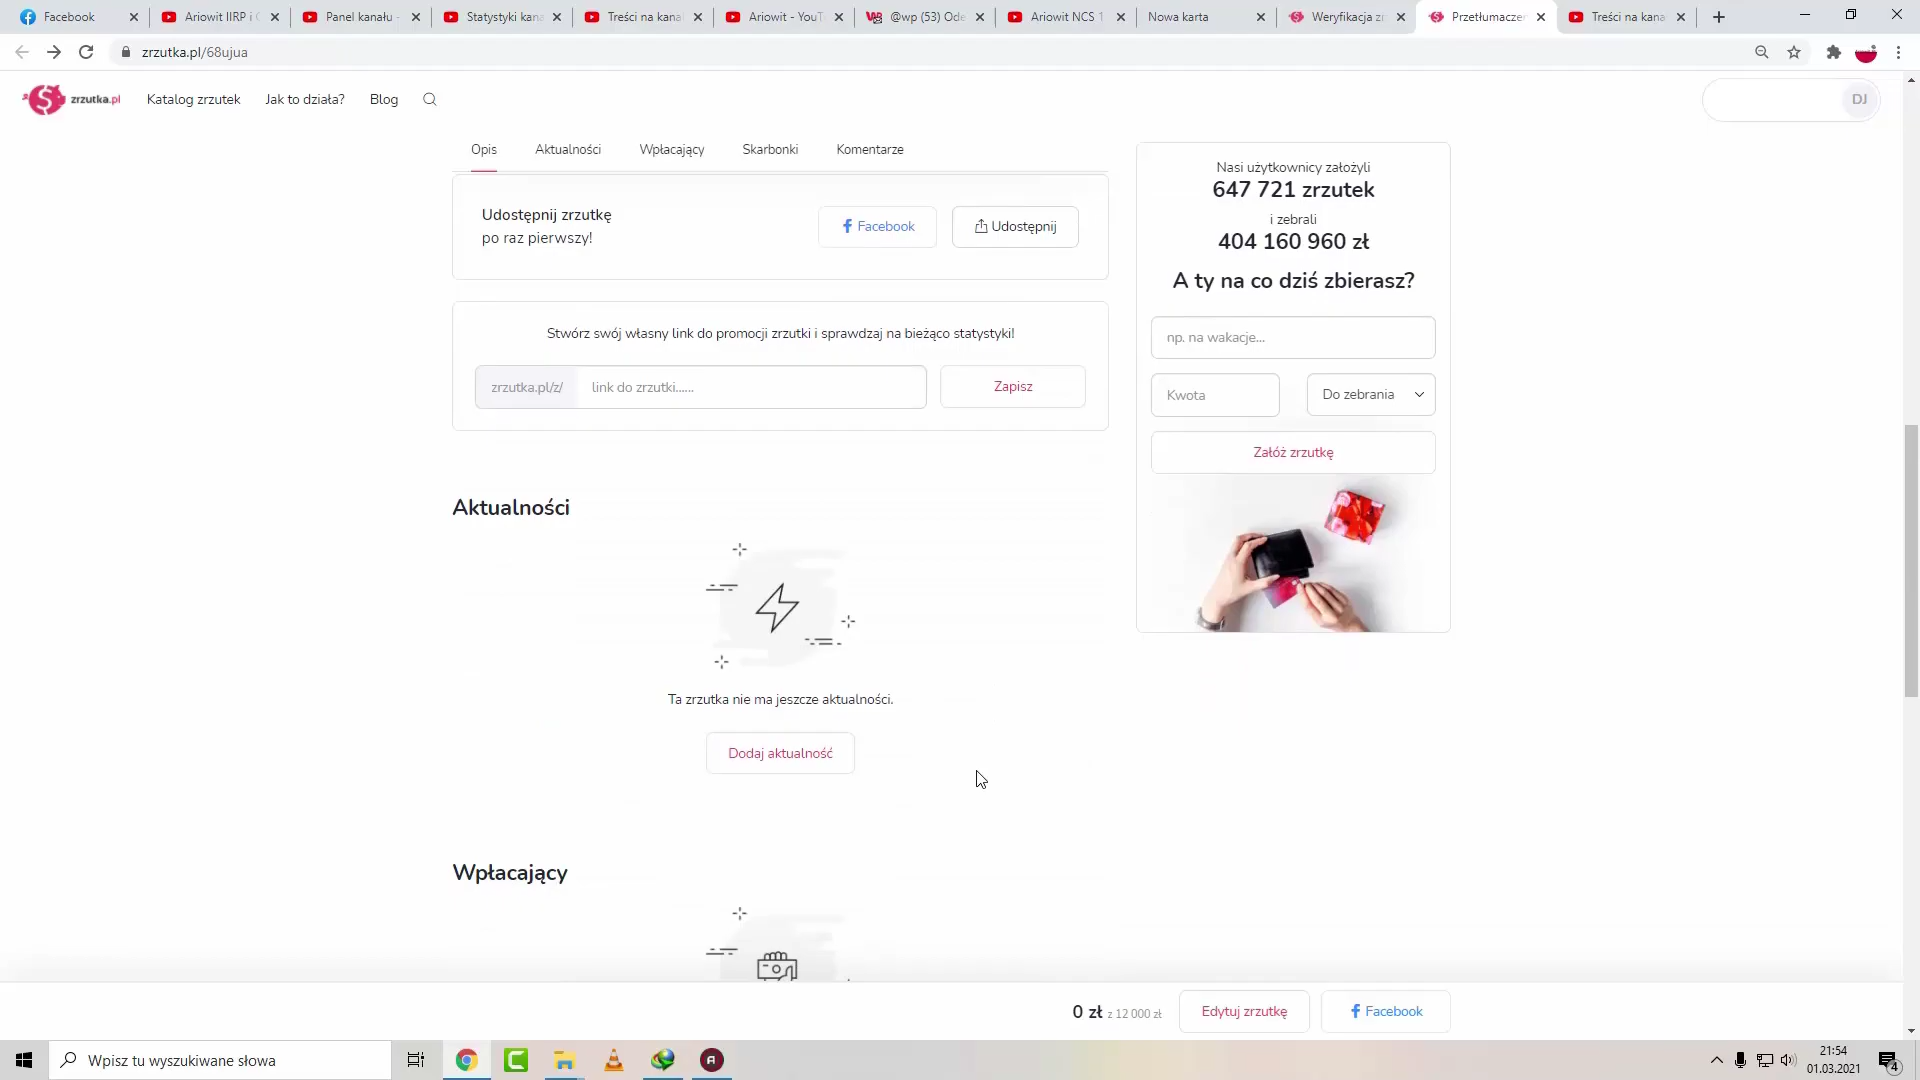 Facebook
Ariowit IIRP i
Panel kanału -
Statystyki kana
Treści na kana
Ariowit - YouT
@wp (53) Ode
Ariowit NCS 1
Nowa karta
Weryfikacja zr
Przetłumacze
Treści na kana
zrzutka.pl/68ujua
zrzutka.pl
Katalog zrzutek
Jak to działa?
Blog
DJ
Opis
Aktualności
Wpłacający
Skarbonki
Komentarze
Udostępnij zrzutkę
po raz pierwszy!
Facebook
Udostępnij
Stwórz swój własny link do promocji zrzutki i sprawdzaj na bieżąco statystyki!
zrzutka.pl/z/
link do zrzutki......
Zapisz
Nasi użytkownicy założyli
647 721 zrzutek
i zebrali
404 160 960 zł
A ty na co dziś zbierasz?
np. na wakacje...
Kwota
Do zebrania
Załóż zrzutkę
Aktualności
Ta zrzutka nie ma jeszcze aktualności.
Dodaj aktualność
Wpłacający
0 zł z 12 000 zł
Edytuj zrzutkę
Facebook
Wpisz tu wyszukiwane słowa
21:54
01.03.2021
4